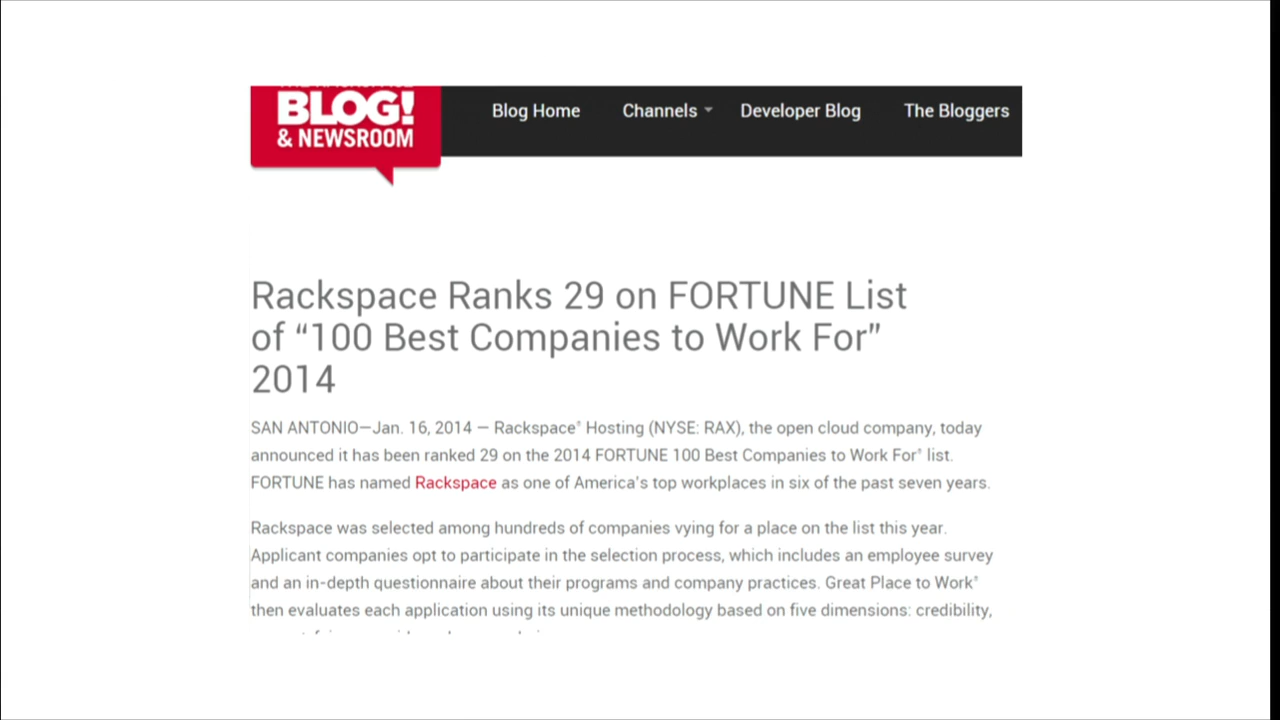 BLOG!
& NEWSROOM
Blog Home Channels Developer Blog The Bloggers
Rackspace Ranks 29 on FORTUNE List
of “100 Best Companies to Work For”
2014
SAN ANTONIO—Jan. 16, 2014 — Rackspace® Hosting (NYSE: RAX), the open cloud company, today
announced it has been ranked 29 on the 2014 FORTUNE 100 Best Companies to Work For® list.
FORTUNE has named Rackspace as one of America’s top workplaces in six of the past seven years.
Rackspace was selected among hundreds of companies vying for a place on the list this year.
Applicant companies opt to participate in the selection process, which includes an employee survey
and an in-depth questionnaire about their programs and company practices. Great Place to Work®
then evaluates each application using its unique methodology based on five dimensions: credibility,